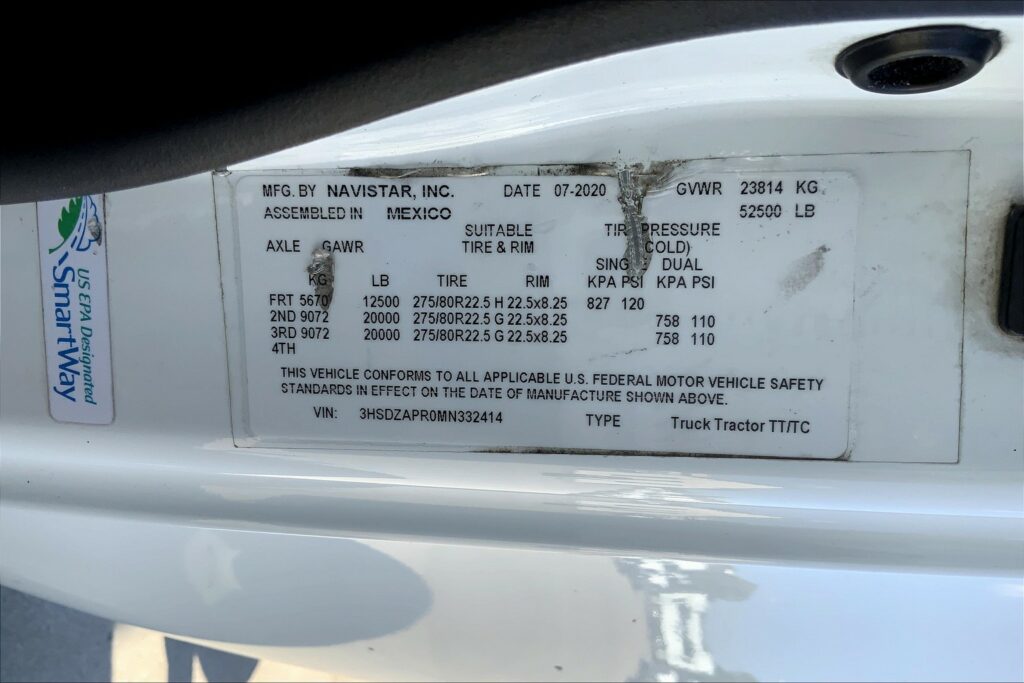 MFG. BY NAVISTAR, INC. DATE 07-2020 GVWR 23814 KG
ASSEMBLED IN MEXICO 52500 LB
SUITABLE TIRE PRESSURE
AXLE GAWR TIRE & RIM (COLD)
SINGLE DUAL
KG LB TIRE RIM KPA PSI KPA PSI
FRT 5670 12500 275/80R22.5 H 22.5x8.25 827 120
2ND 9072 20000 275/80R22.5 G 22.5x8.25 758 110
3RD 9072 20000 275/80R22.5 G 22.5x8.25 758 110
4TH
THIS VEHICLE CONFORMS TO ALL APPLICABLE U.S. FEDERAL MOTOR VEHICLE SAFETY
STANDARDS IN EFFECT ON THE DATE OF MANUFACTURE SHOWN ABOVE.
VIN: 3HSDZAPR0MN332414 TYPE Truck Tractor TT/TC
US EPA Designated
SmartWay